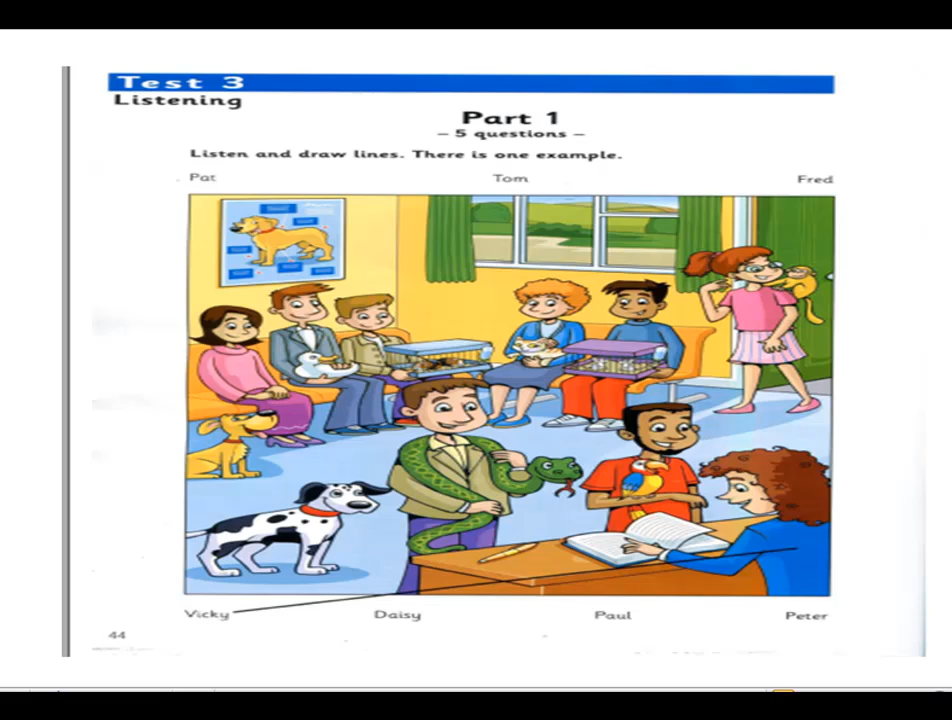 Test 3
Listening
Part 1
– 5 questions –
Listen and draw lines. There is one example.
Pat Tom Fred
Vicky Daisy Paul Peter
44